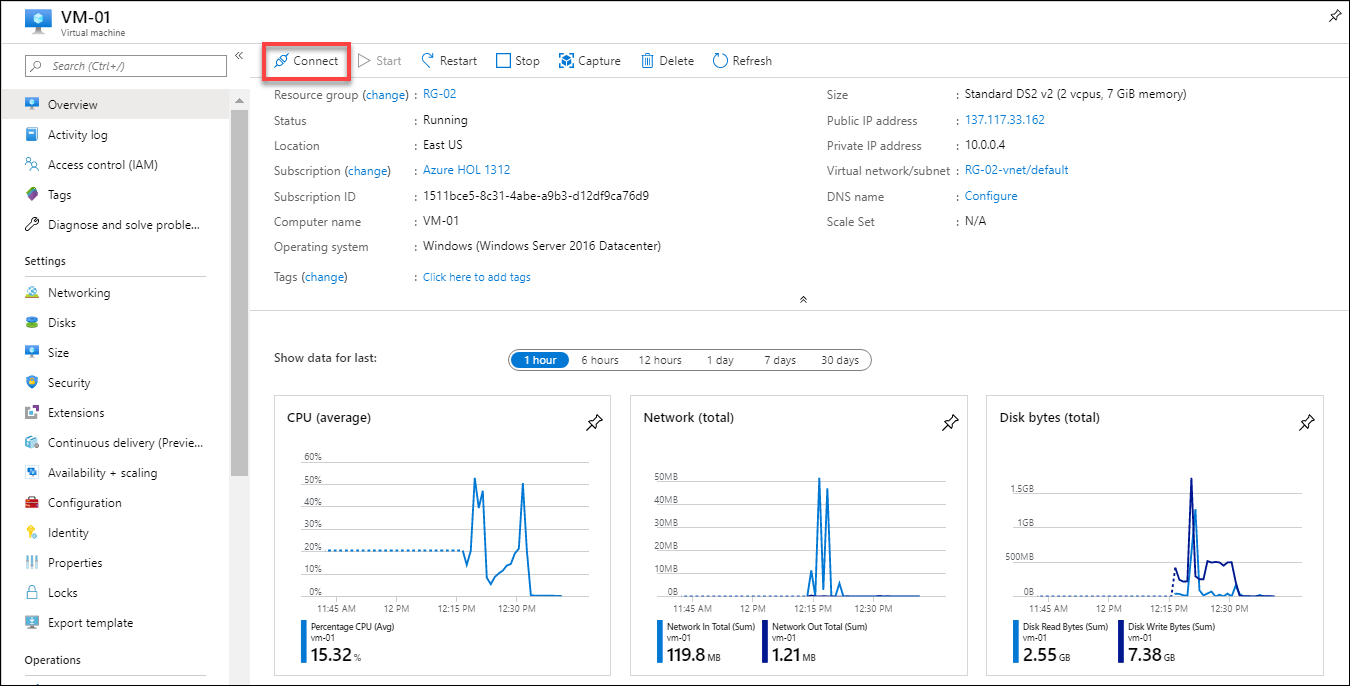 VM-01
Virtual machine
Search (Ctrl+/)
«
Connect
Start
Restart
Stop
Capture
Delete
Refresh
Overview
Activity log
Access control (IAM)
Tags
Diagnose and solve proble...
Settings
Networking
Disks
Size
Security
Extensions
Continuous delivery (Previe...
Availability + scaling
Configuration
Identity
Properties
Locks
Export template
Operations
Resource group (change) : RG-02
Status : Running
Location : East US
Subscription (change) : Azure HOL 1312
Subscription ID : 1511bce5-8c31-4abe-a9b3-d12df9ca76d9
Computer name : VM-01
Operating system : Windows (Windows Server 2016 Datacenter)
Tags (change) : Click here to add tags
Size : Standard DS2 v2 (2 vcpus, 7 GiB memory)
Public IP address : 137.117.33.162
Private IP address : 10.0.0.4
Virtual network/subnet : RG-02-vnet/default
DNS name : Configure
Scale Set : N/A
Show data for last:
1 hour
6 hours
12 hours
1 day
7 days
30 days
CPU (average)
60%
50%
40%
30%
20%
10%
0%
11:45 AM 12 PM 12:15 PM 12:30 PM
Percentage CPU (Avg)
vm-01
15.32 %
Network (total)
50MB
40MB
30MB
20MB
10MB
0B
11:45 AM 12 PM 12:15 PM 12:30 PM
Network In Total (Sum)
vm-01
119.8 MB
Network Out Total (Sum)
vm-01
1.21 MB
Disk bytes (total)
1.5GB
1GB
500MB
0B
11:45 AM 12 PM 12:15 PM 12:30 PM
Disk Read Bytes (Sum)
vm-01
2.55 GB
Disk Write Bytes (Sum)
vm-01
7.38 GB